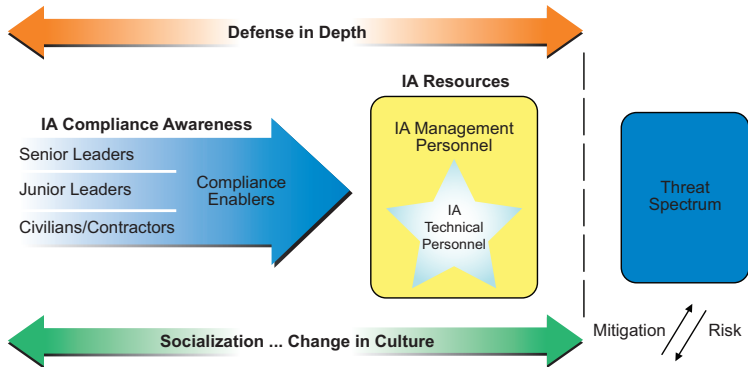 Defense in Depth
IA Compliance Awareness
Senior Leaders
Junior Leaders
Civilians/Contractors
Compliance
Enablers
IA Resources
IA Management
Personnel
IA
Technical
Personnel
Threat
Spectrum
Socialization ... Change in Culture
Mitigation
Risk